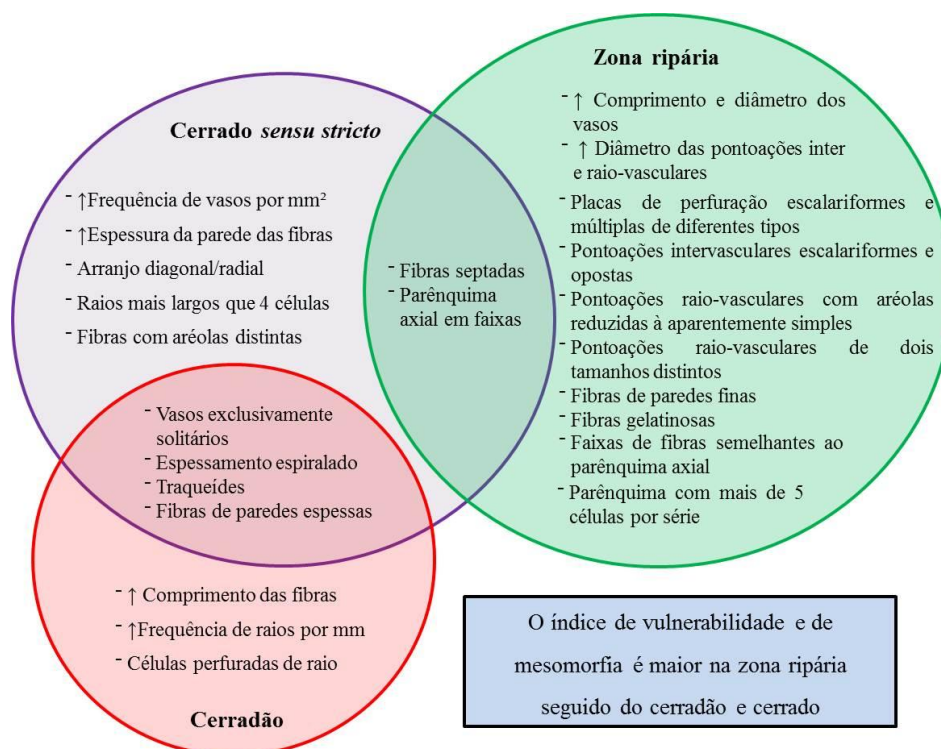 Cerrado sensu stricto
- ↑Frequência de vasos por mm²
- ↑Espessura da parede das fibras
- Arranjo diagonal/radial
- Raios mais largos que 4 células
- Fibras com aréolas distintas
- Fibras septadas
- Parênquima
axial em faixas
Zona ripária
- ↑ Comprimento e diâmetro dos
vasos
- ↑ Diâmetro das pontoações inter
e raio-vasculares
- Placas de perfuração escalariformes e
múltiplas de diferentes tipos
- Pontoações intervasculares escalariformes e
opostas
- Pontoações raio-vasculares com aréolas
reduzidas à aparentemente simples
- Pontoações raio-vasculares de dois
tamanhos distintos
- Fibras de paredes finas
- Fibras gelatinosas
- Faixas de fibras semelhantes ao
parênquima axial
- Parênquima com mais de 5
células por série
- Vasos exclusivamente
solitários
- Espessamento espiralado
- Traqueídes
- Fibras de paredes espessas
- ↑ Comprimento das fibras
- ↑Frequência de raios por mm
- Células perfuradas de raio
Cerradão
O índice de vulnerabilidade e de
mesomorfia é maior na zona ripária
seguido do cerradão e cerrado